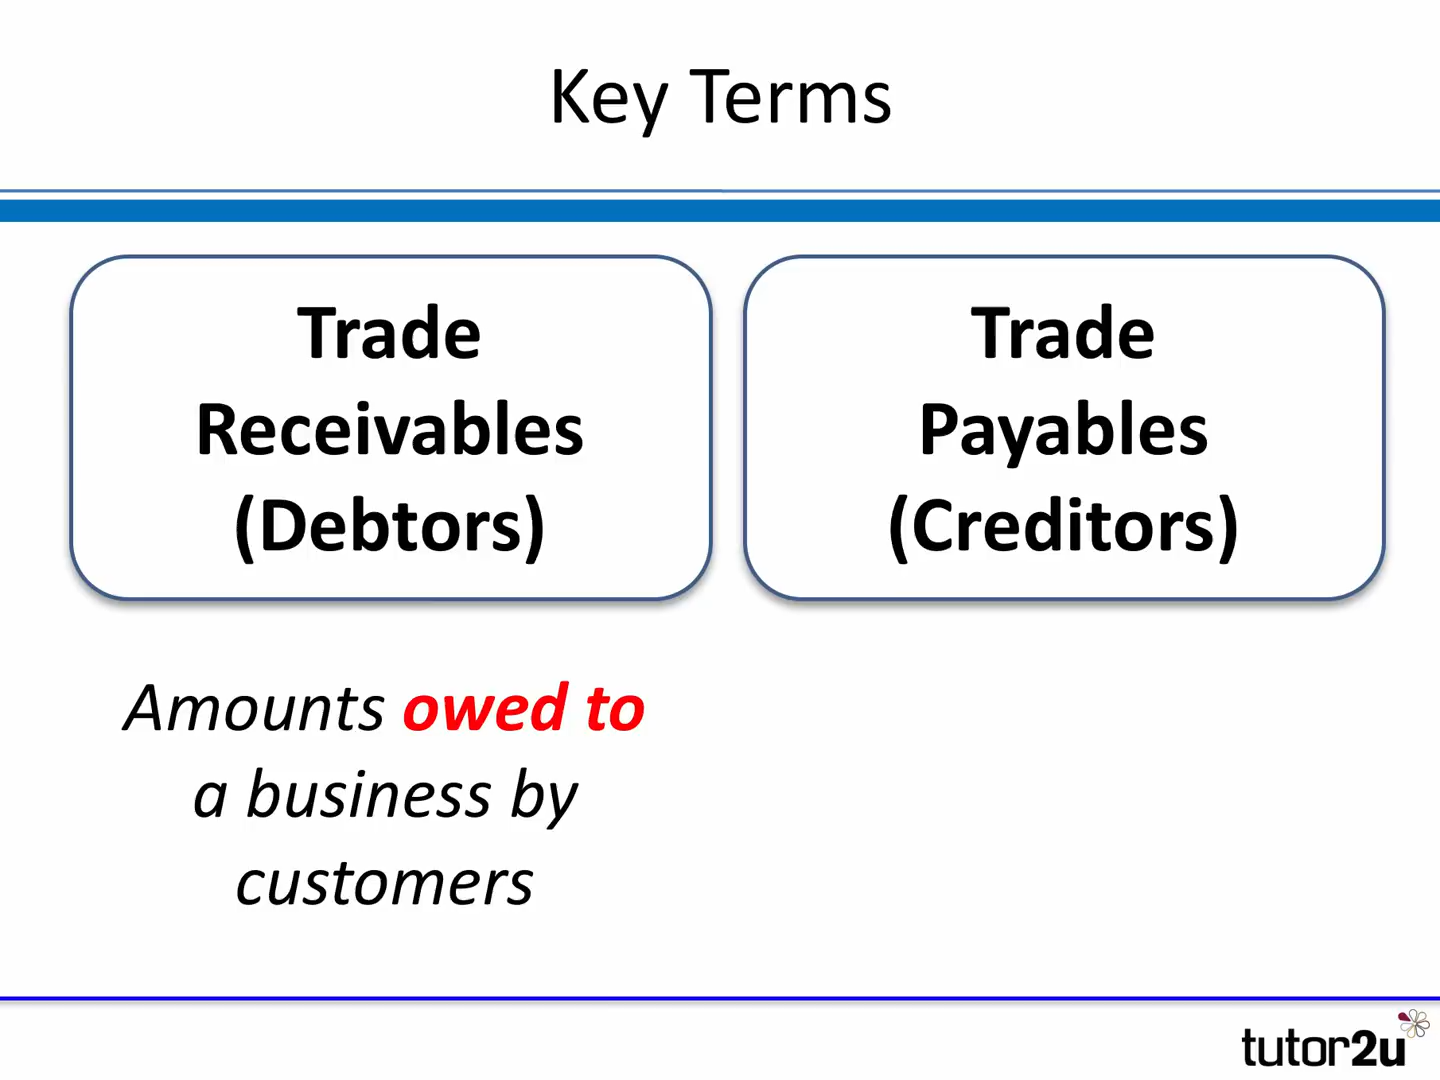 Key Terms
Trade
Receivables
(Debtors)
Trade
Payables
(Creditors)
Amounts owed to
a business by
customers
tutor2u